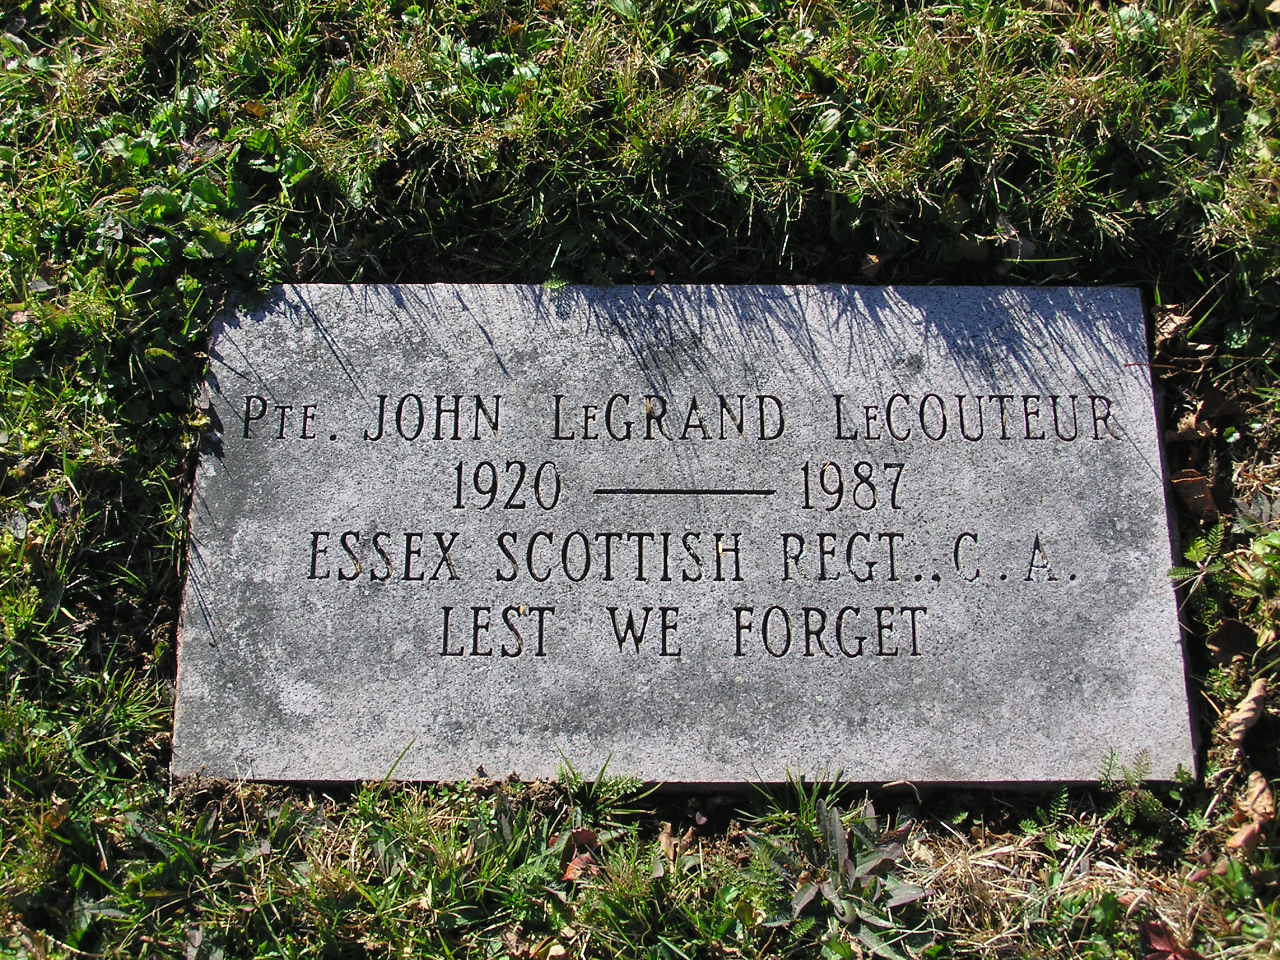 PTE. JOHN LEGRAND LECOUTEUR
1920 — 1987
ESSEX SCOTTISH REGT.. C.A.
LEST WE FORGET